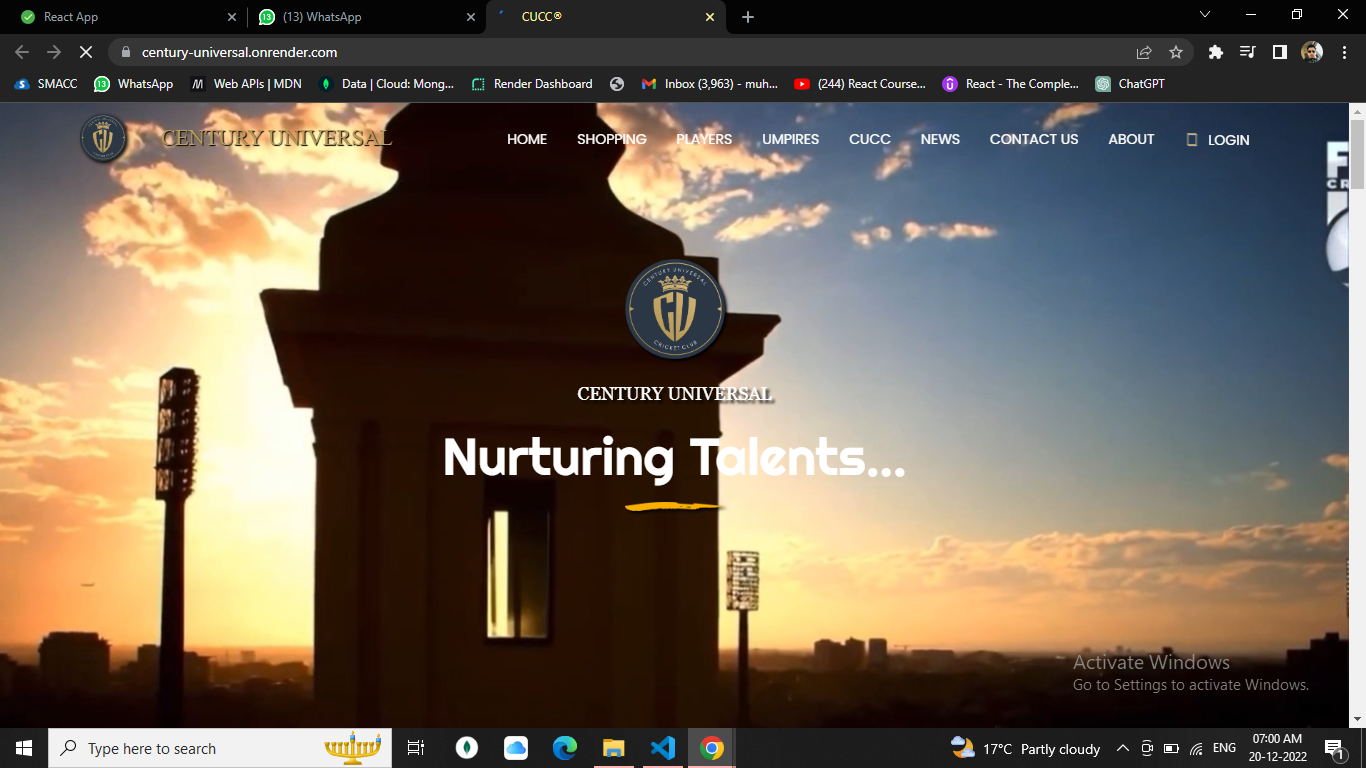 React App
13
(13) WhatsApp
CUCC®
century-universal.onrender.com
SMACC
13
WhatsApp
Web APIs | MDN
Data | Cloud: Mong...
Render Dashboard
Inbox (3,963) - muh...
(244) React Course...
React - The Comple...
ChatGPT
CENTURY UNIVERSAL
HOME
SHOPPING
PLAYERS
UMPIRES
CUCC
NEWS
CONTACT US
ABOUT
LOGIN
CENTURY UNIVERSAL
CU
CRICKET CLUB
CENTURY UNIVERSAL
Nurturing Talents...
Activate Windows
Go to Settings to activate Windows.
Type here to search
17°C Partly cloudy
ENG
07:00 AM
20-12-2022
1